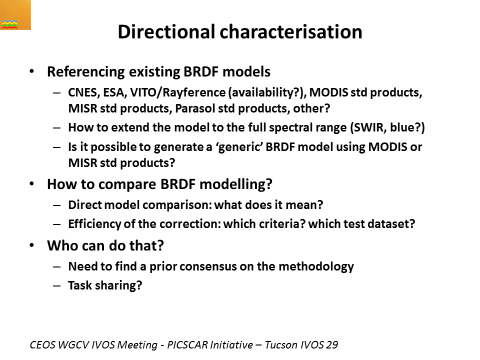 Directional characterisation
• Referencing existing BRDF models
– CNES, ESA, VITO/Rayference (availability?), MODIS std products,
MISR std products, Parasol std products, other?
– How to extend the model to the full spectral range (SWIR, blue?)
– Is it possible to generate a ‘generic’ BRDF model using MODIS or
MISR std products?
• How to compare BRDF modelling?
– Direct model comparison: what does it mean?
– Efficiency of the correction: which criteria? which test dataset?
• Who can do that?
– Need to find a prior consensus on the methodology
– Task sharing?
CEOS WGCV IVOS Meeting - PICSCAR Initiative – Tucson IVOS 29